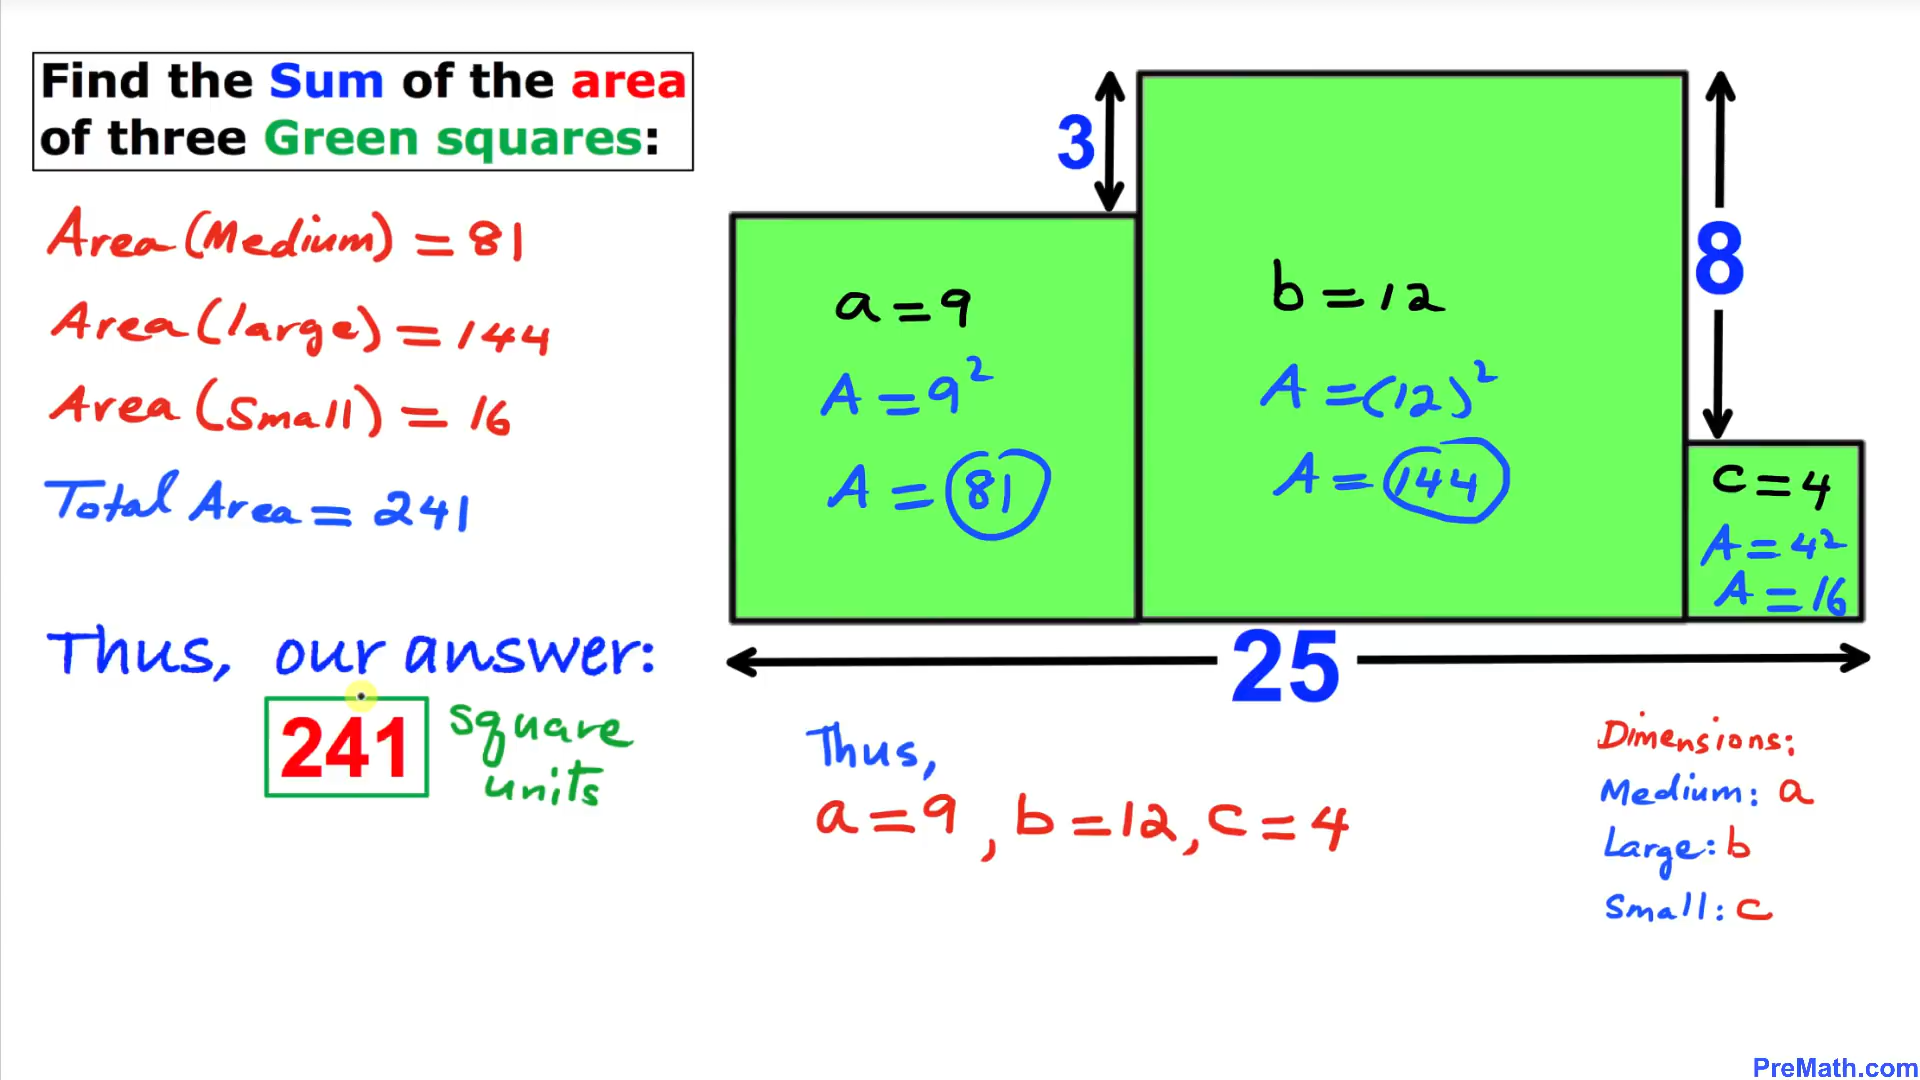 Find the Sum of the area
of three Green squares:
Area (Medium) = 81
Area (large) = 144
Area (Small) = 16
Total Area = 241
Thus, our answer:
241 square
units
3
a = 9
A = 9²
A = 81
b = 12
A = (12)²
A = 144
8
c = 4
A = 4²
A = 16
25
Thus,
a = 9, b = 12, c = 4
Dimensions:
Medium: a
Large: b
Small: c
PreMath.com